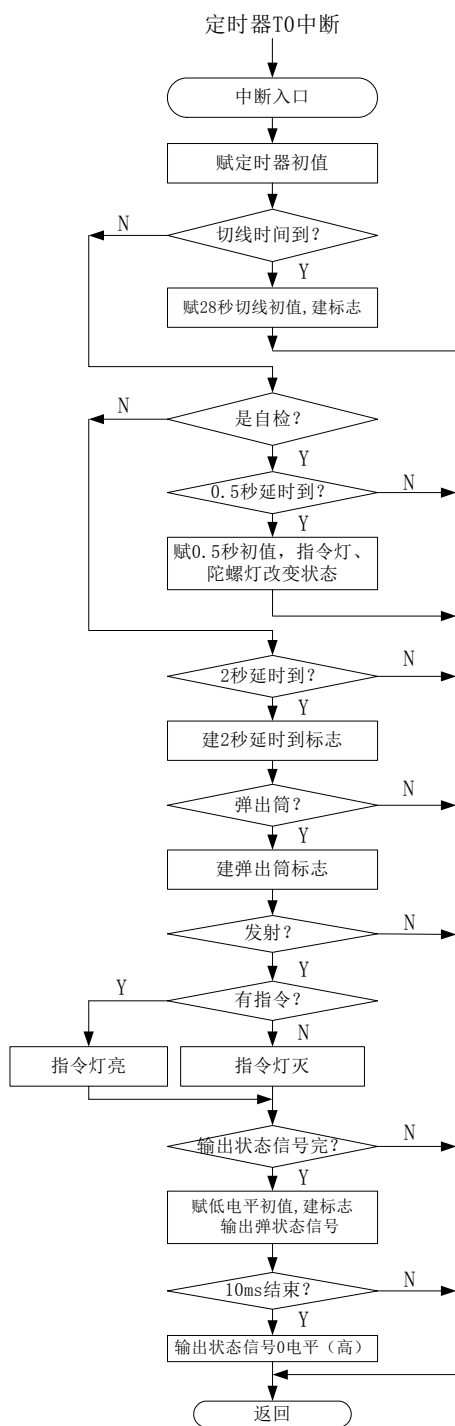 定时器T0中断
中断入口
赋定时器初值
N
切线时间到?
Y
赋28秒切线初值,建标志
N
是自检?
Y
0.5秒延时到?
N
赋0.5秒初值, 指令灯、
陀螺灯改变状态
2秒延时到?
N
Y
建2秒延时到标志
弹出筒?
N
Y
建弹出筒标志
发射?
N
Y
Y
有指令?
N
指令灯亮
指令灯灭
输出状态信号完?
N
Y
赋低电平初值,建标志
输出弹状态信号
10ms结束?
N
Y
输出状态信号0电平（高）
返回